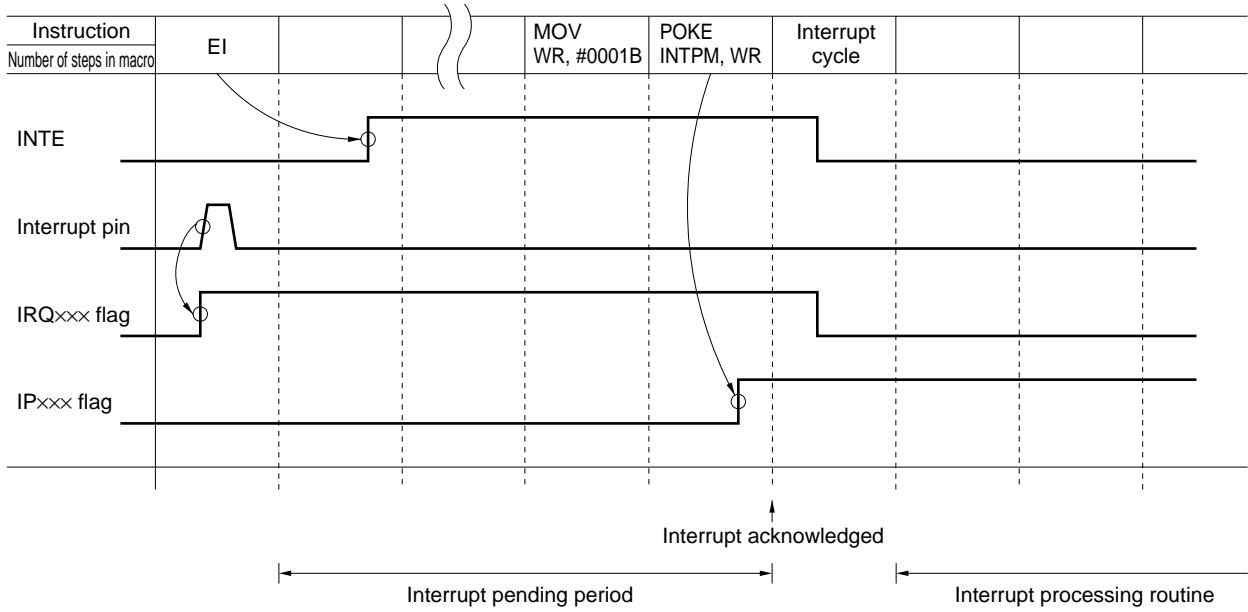 Instruction
Number of steps in macro
EI
MOV
WR, #0001B
POKE
INTPM, WR
Interrupt
cycle
INTE
Interrupt pin
IRQ××× flag
IP××× flag
Interrupt acknowledged
Interrupt pending period
Interrupt processing routine